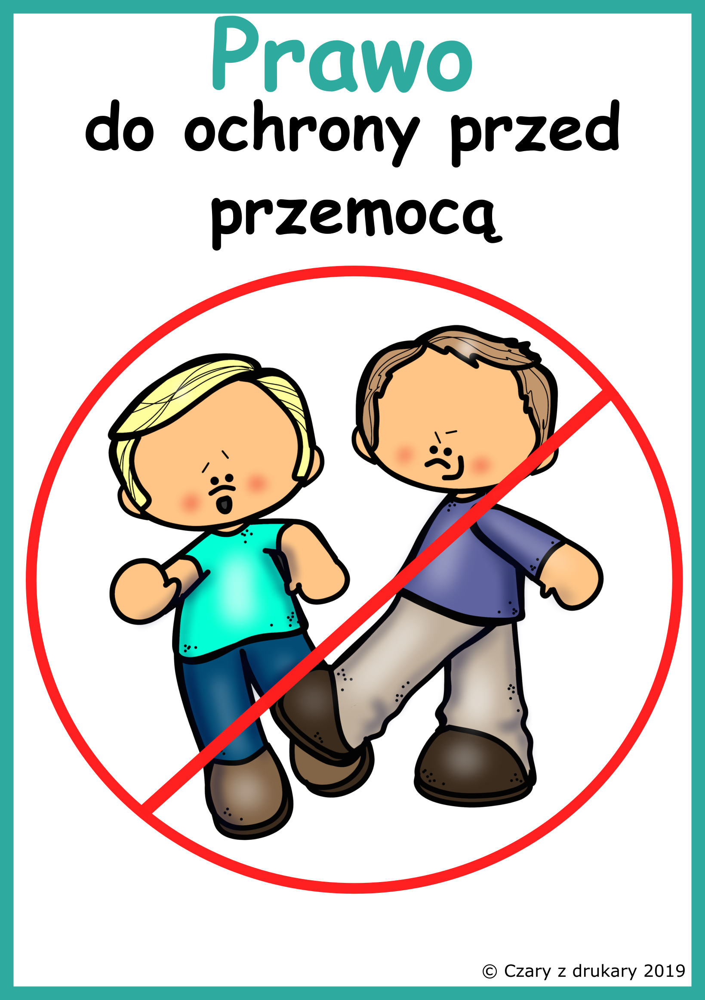 Prawo
do ochrony przed
przemocą
© Czary z drukary 2019